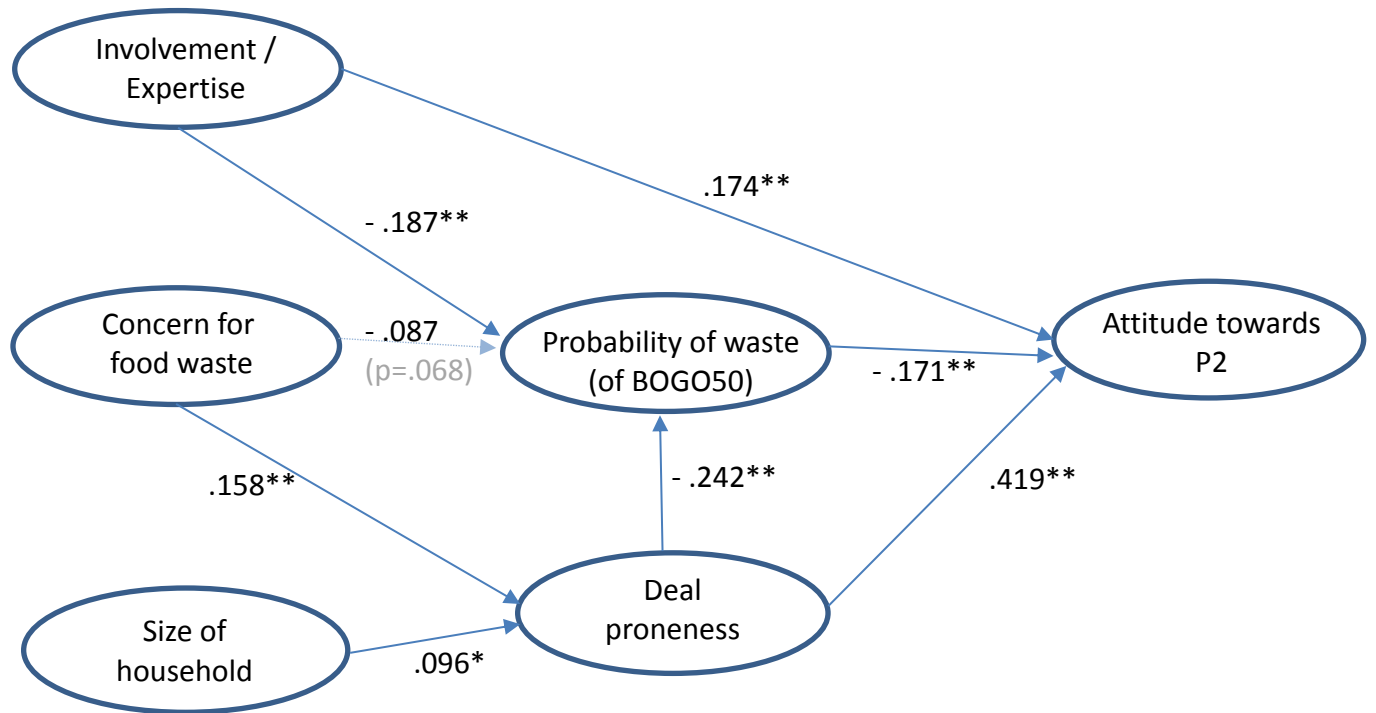 Involvement /
Expertise
.174**
- .187**
Concern for
food waste
- .087
(p=.068)
Probability of waste
(of BOGO50)
Attitude towards
P2
- .171**
.158**
- .242**
.419**
Size of
household
.096*
Deal
proneness